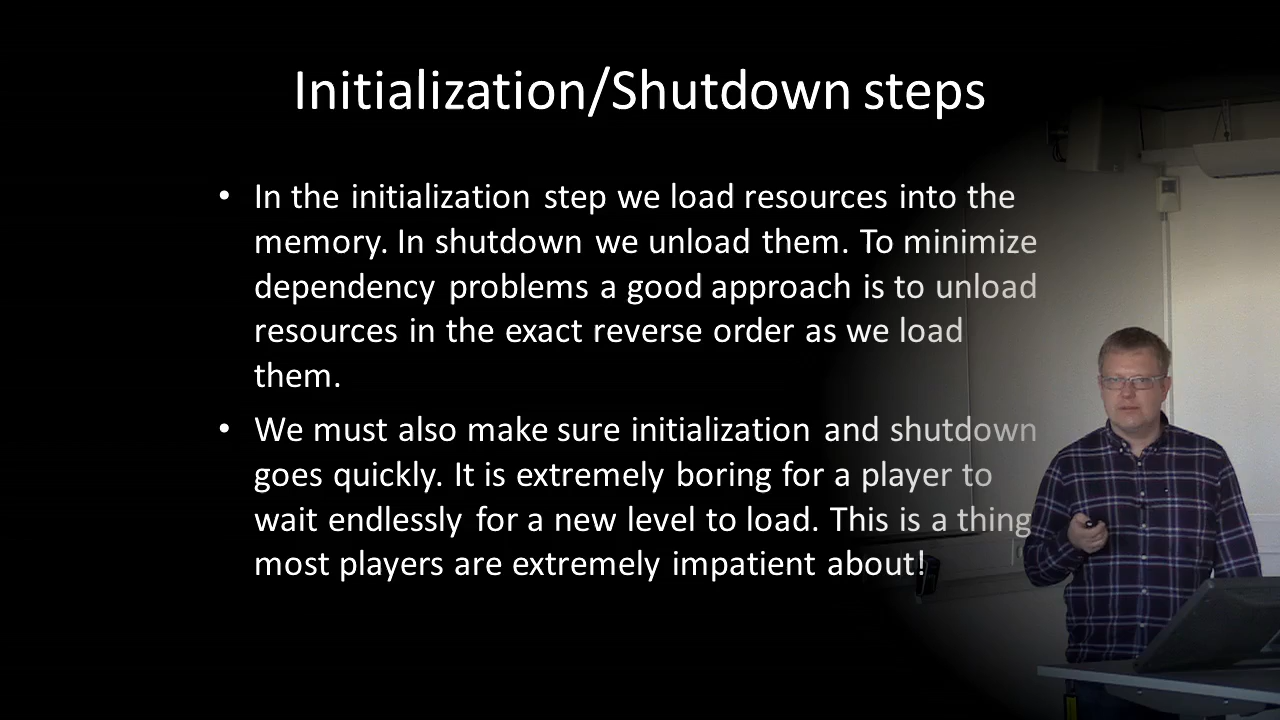 Initialization/Shutdown steps
• In the initialization step we load resources into the
memory. In shutdown we unload them. To minimize
dependency problems a good approach is to unload
resources in the exact reverse order as we load
them.
• We must also make sure initialization and shutdown
goes quickly. It is extremely boring for a player to
wait endlessly for a new level to load. This is a thing
most players are extremely impatient about!